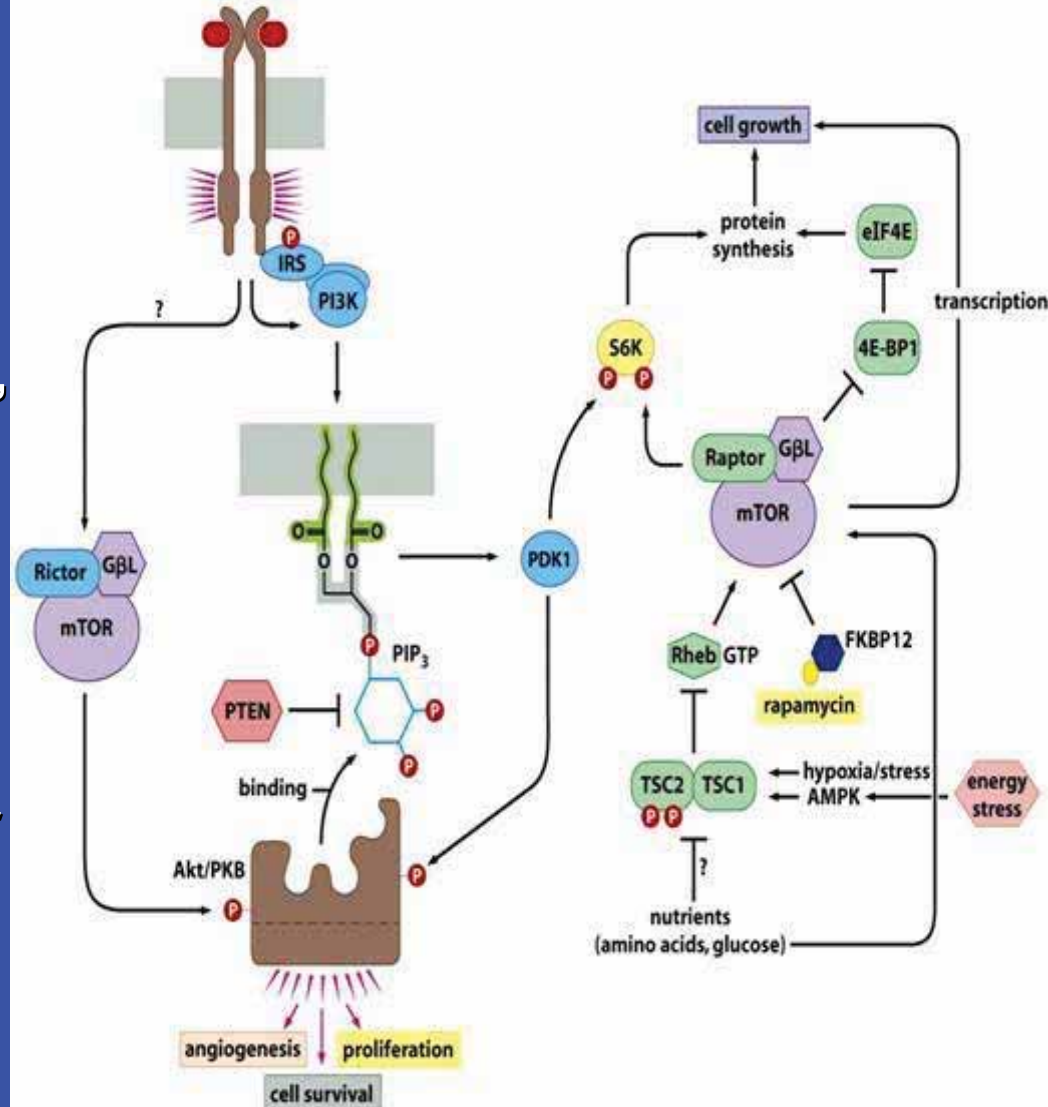 P
IRS
PI3K
?
cell growth
protein
synthesis
eIF4E
transcription
4E-BP1
S6K
P P
Raptor
GβL
mTOR
O O
O O
PDK1
Rictor
GβL
mTOR
P
PIP3
P
P
PTEN
binding
Rheb GTP
FKBP12
rapamycin
TSC2 TSC1
P P
hypoxia/stress
AMPK
energy
stress
?
nutrients
(amino acids, glucose)
Akt/PKB
P
P
angiogenesis
proliferation
cell survival